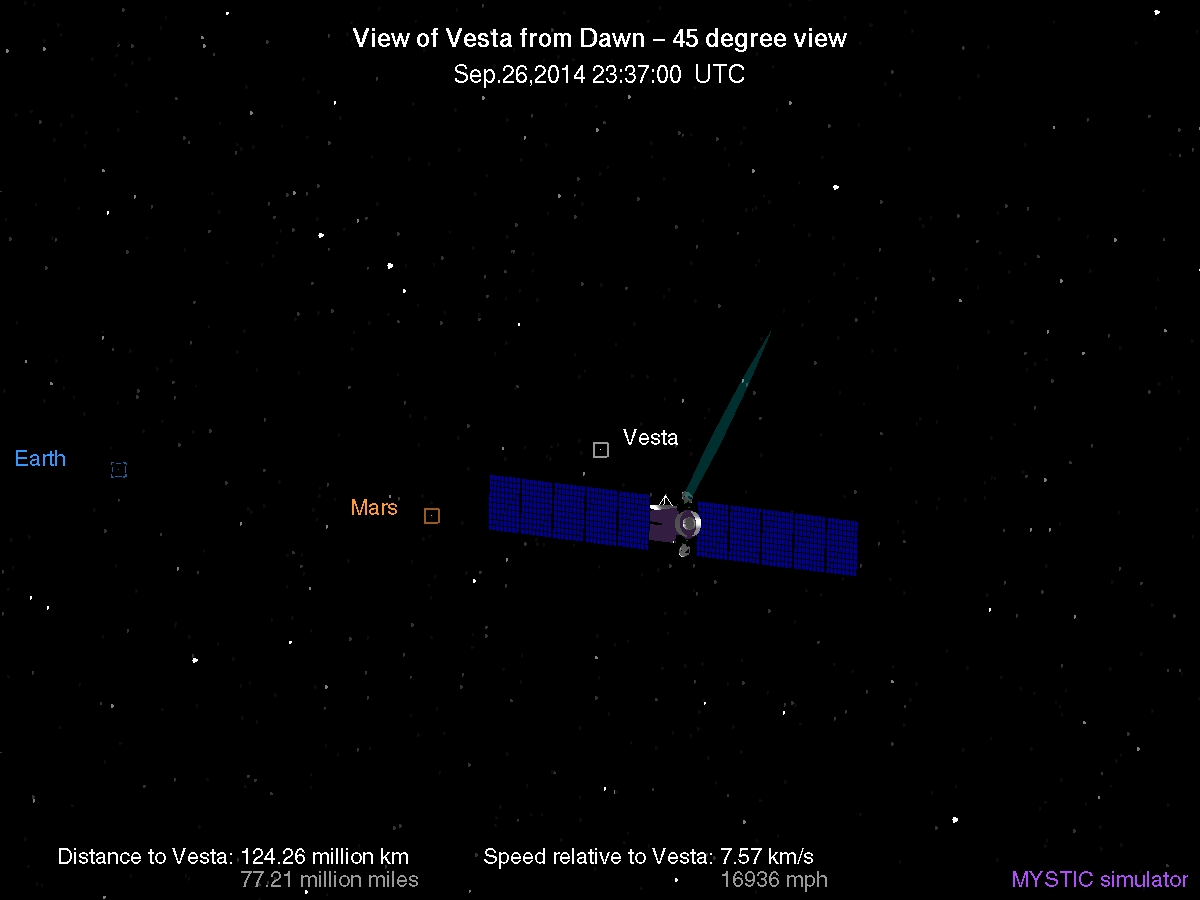 View of Vesta from Dawn – 45 degree view
Sep.26,2014 23:37:00 UTC
Vesta
Earth
Mars
Distance to Vesta: 124.26 million km
77.21 million miles
Speed relative to Vesta: 7.57 km/s
16936 mph
MYSTIC simulator